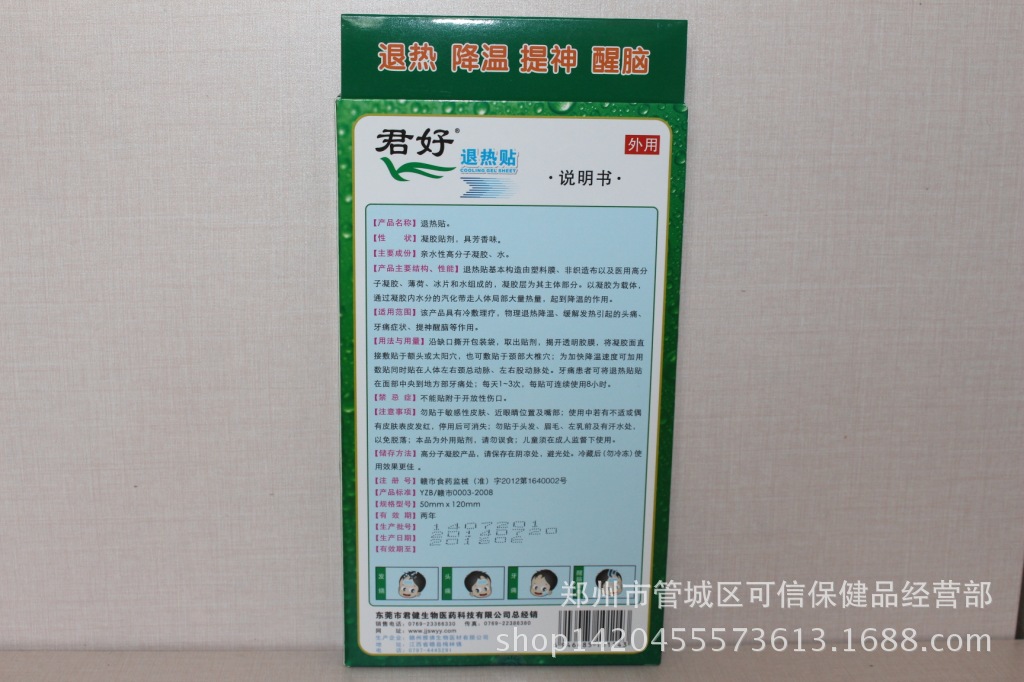 退热 降温 提神 醒脑
君好®
外用
退热贴
COOLING GEL SHEET
·说明书·
【产品名称】退热贴。
【性 状】凝胶贴剂，具芳香味。
【主要成份】亲水性高分子凝胶、水。
【产品主要结构、性能】退热贴基本构造由塑料膜、非织造布以及医用高分
子凝胶、薄荷、冰片和水组成的，凝胶层为其主体部分。以凝胶为载体，
通过凝胶内水分的汽化带走人体局部大量热量，起到降温的作用。
【适用范围】该产品具有冷敷理疗，物理退热降温、缓解发热引起的头痛、
牙痛症状、提神醒脑等作用。
【用法与用量】沿缺口撕开包装袋，取出贴剂，揭开透明胶膜，将凝胶面直
接敷贴于额头或太阳穴，也可敷贴于颈部大椎穴；为加快降温速度可加用
数贴同时贴在人体左右颈总动脉、左右股动脉处。牙痛患者可将退热贴贴
在面部中央到地方部牙痛处；每天1~3次，每贴可连续使用8小时。
【禁 忌 症】不能贴附于开放性伤口。
【注意事项】勿贴于敏感性皮肤、近眼睛位置及嘴部；使用中若有不适或偶
有皮肤表皮发红，停用后可消失；勿贴于头发、眉毛、左乳前及有汗水处，
以免脱落；本品为外用贴剂，请勿误食；儿童须在成人监督下使用。
【储存方法】高分子凝胶产品，请保存在阴凉处，避光处。冷藏后（勿冷冻）使
用效果更佳 。
【注 册 号】赣市食药监械（准）字2012第1640002号
【产品标准】YZB/赣市0003-2008
【规格型号】50mm x 120mm
【有 效 期】两年
【生产批号】1407201
【生产日期】20140720
【有效期至】201602
头痛
牙痛
东莞市君健生物医药科技有限公司总经销
销售电话：0769-23388330 传真：0769-22386380
网 址：www.jjswyy.com
郑州市管城区可信保健品经营部
shop1420455573613.1688.com